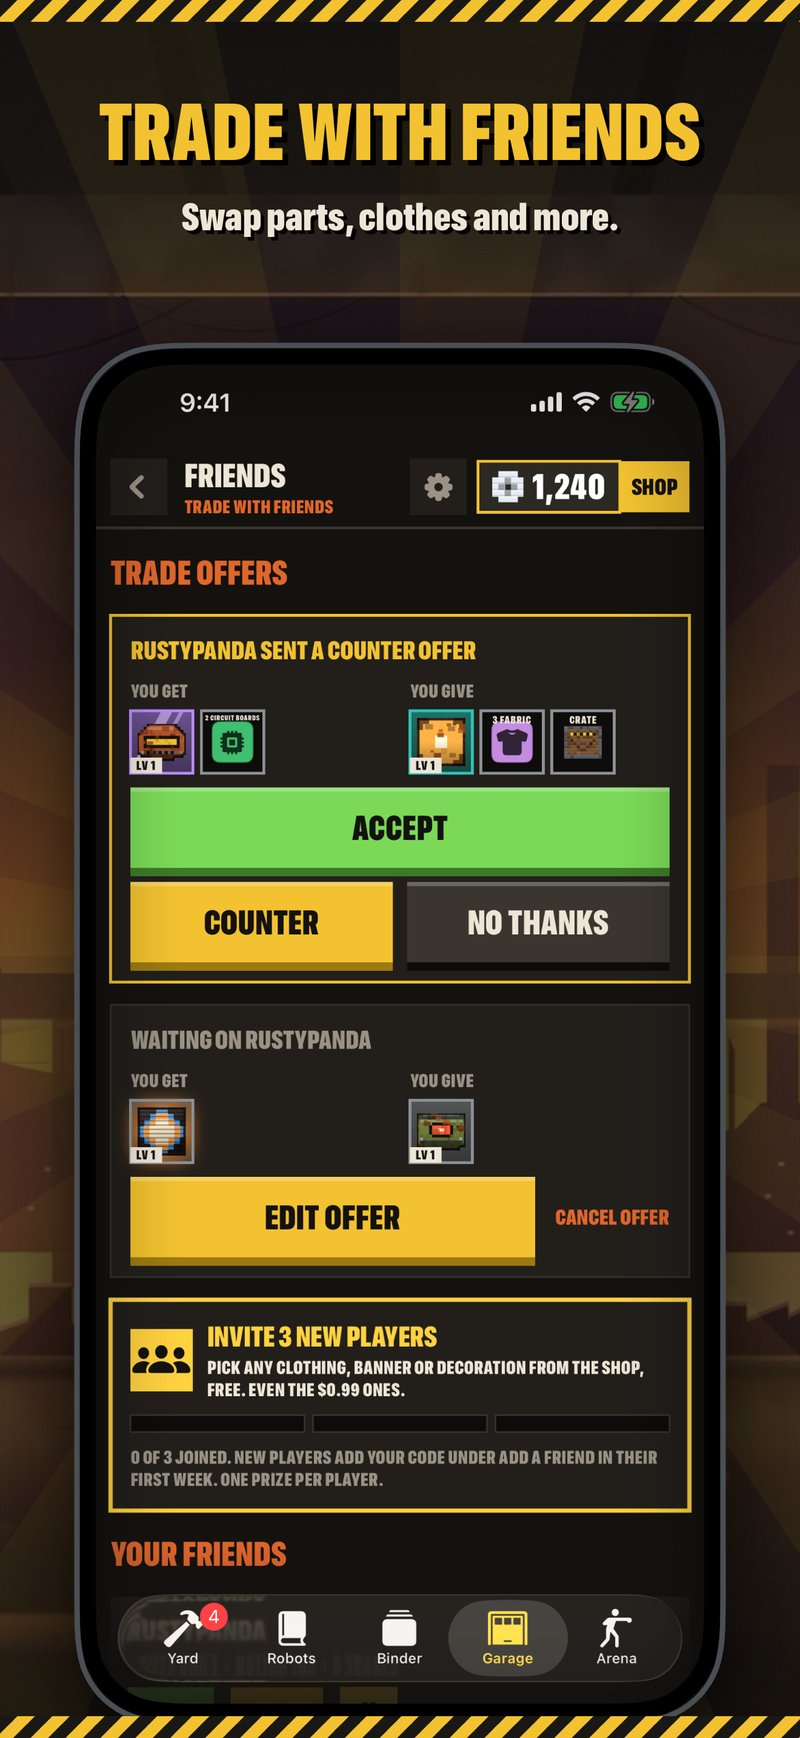 TRADE WITH FRIENDS
Swap parts, clothes and more.
9:41
FRIENDS
TRADE WITH FRIENDS
1,240
SHOP
TRADE OFFERS
RUSTYPANDA SENT A COUNTER OFFER
YOU GET
YOU GIVE
2 CIRCUIT BOARDS
3 FABRIC
CRATE
LV 1
LV 1
ACCEPT
COUNTER
NO THANKS
WAITING ON RUSTYPANDA
YOU GET
YOU GIVE
LV 1
LV 1
EDIT OFFER
CANCEL OFFER
INVITE 3 NEW PLAYERS
PICK ANY CLOTHING, BANNER OR DECORATION FROM THE SHOP,
FREE. EVEN THE $0.99 ONES.
0 OF 3 JOINED. NEW PLAYERS ADD YOUR CODE UNDER ADD A FRIEND IN THEIR
FIRST WEEK. ONE PRIZE PER PLAYER.
YOUR FRIENDS
RUSTYPANDA
4
Yard
Robots
Binder
Garage
Arena